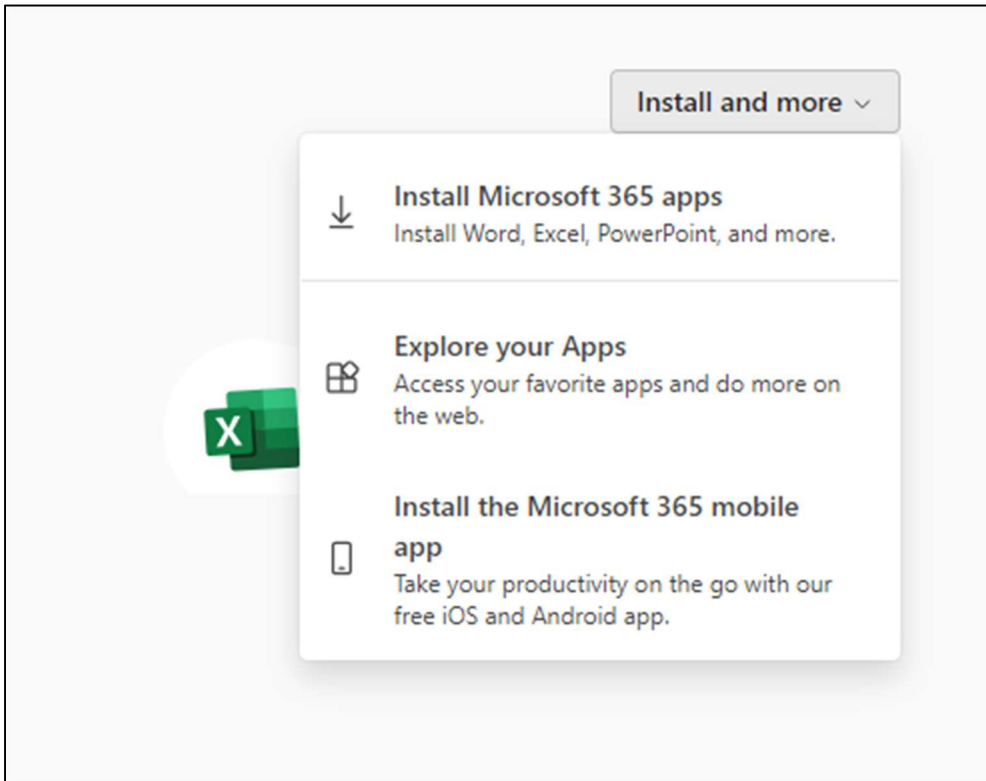 Install and more
Install Microsoft 365 apps
Install Word, Excel, PowerPoint, and more.
Explore your Apps
Access your favorite apps and do more on
the web.
X
Install the Microsoft 365 mobile
app
Take your productivity on the go with our
free iOS and Android app.